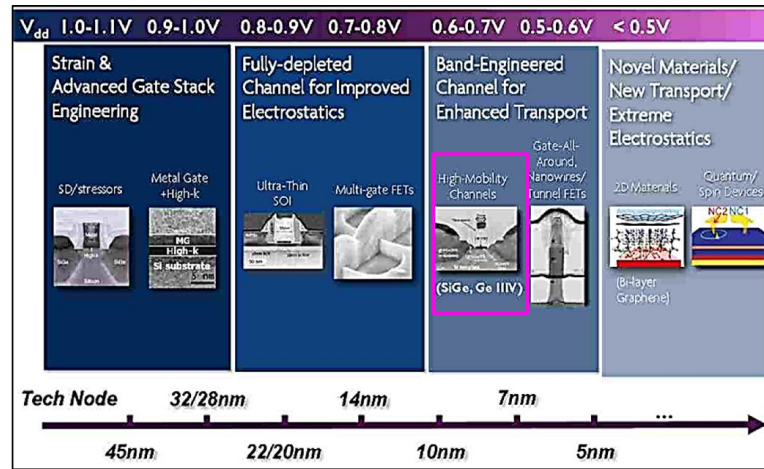 Vdd 1.0-1.1V 0.9-1.0V 0.8-0.9V 0.7-0.8V 0.6-0.7V 0.5-0.6V < 0.5V
Strain &
Advanced Gate Stack
Engineering
SD/stressors
Metal Gate
+High-k
MG
High-k
Si substrate
Fully-depleted
Channel for Improved
Electrostatics
Ultra-Thin
SOI
Multi-gate FETs
Band-Engineered
Channel for
Enhanced Transport
High-Mobility
Channels
(SiGe, Ge IIIV)
Gate-All-
Around,
Nanowires/
Tunnel FETs
Novel Materials/
New Transport/
Extreme
Electrostatics
2D Materials
(Bi-layer
Graphene)
Quantum/
Spin Devices
NC2 NC1
Tech Node 32/28nm 14nm 7nm ...
45nm 22/20nm 10nm 5nm